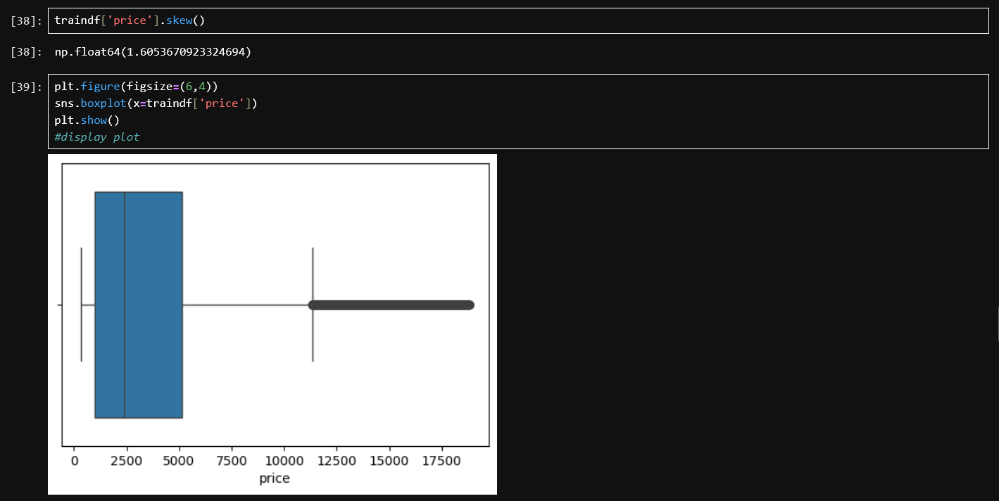 [38]: traindf['price'].skew()
[38]: np.float64(1.6053670923324694)
[39]: plt.figure(figsize=(6,4))
sns.boxplot(x=traindf['price'])
plt.show()
#display plot
0 2500 5000 7500 10000 12500 15000 17500
price